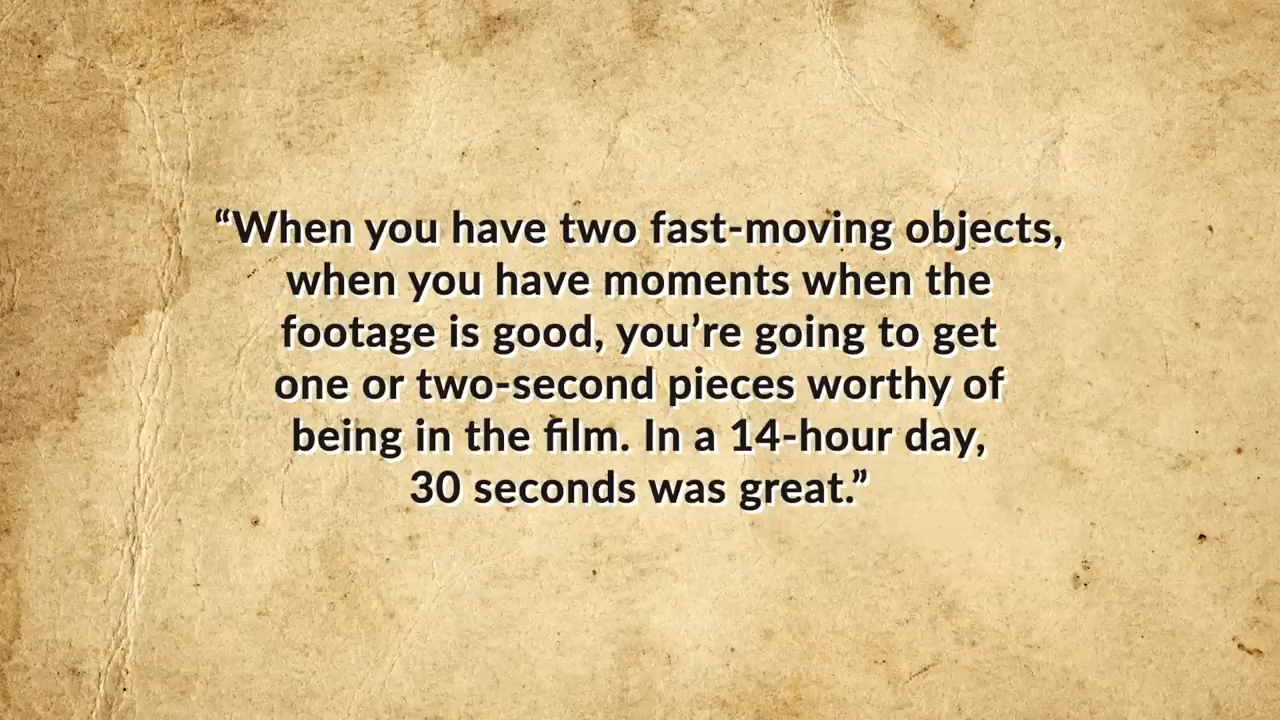 “When you have two fast-moving objects,
when you have moments when the
footage is good, you’re going to get
one or two-second pieces worthy of
being in the film. In a 14-hour day,
30 seconds was great.”